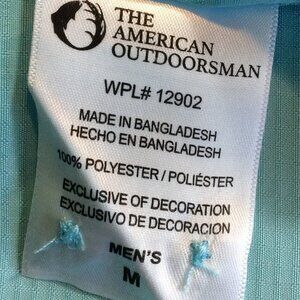 THE
AMERICAN
OUTDOORSMAN
WPL# 12902
MADE IN BANGLADESH
HECHO EN BANGLADESH
100% POLYESTER / POLIÉSTER
EXCLUSIVE OF DECORATION
EXCLUSIVO DE DECORACION
MEN'S
M